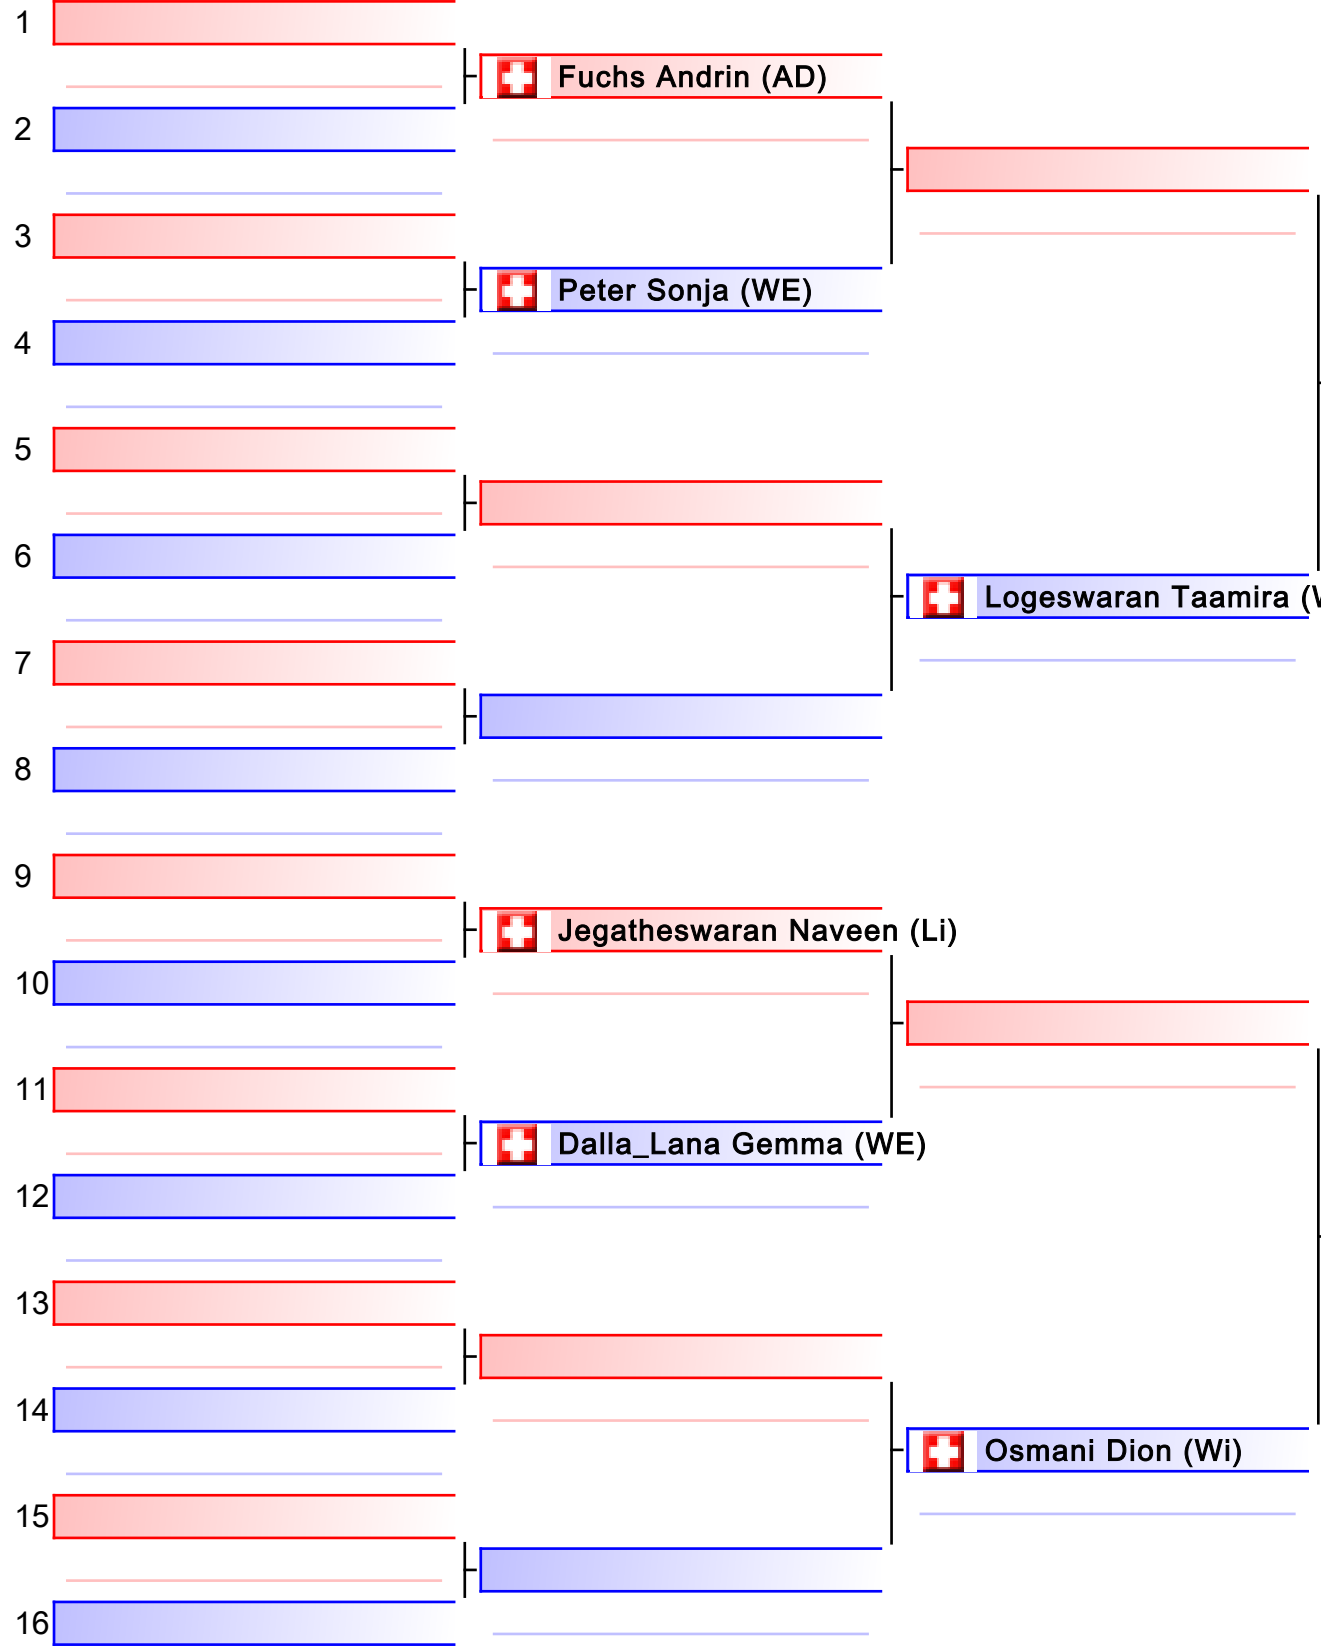 1
Fuchs Andrin (AD)
2
3
Peter Sonja (WE)
4
5
6
Logeswaran Taamira (
7
8
9
Jegatheswaran Naveen (Li)
10
11
Dalla_Lana Gemma (WE)
12
13
14
Osmani Dion (Wi)
15
16